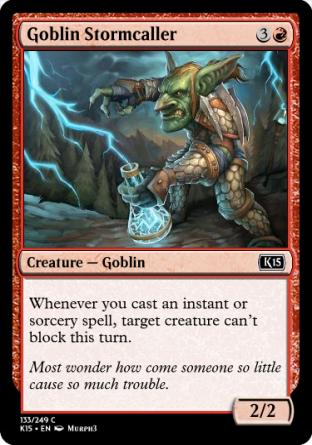 Goblin Stormcaller 3
Creature — Goblin K15
Whenever you cast an instant or
sorcery spell, target creature can't
block this turn.
Most wonder how come someone so little
cause so much trouble.
2/2
133/249 C
K15 • EN Murph3